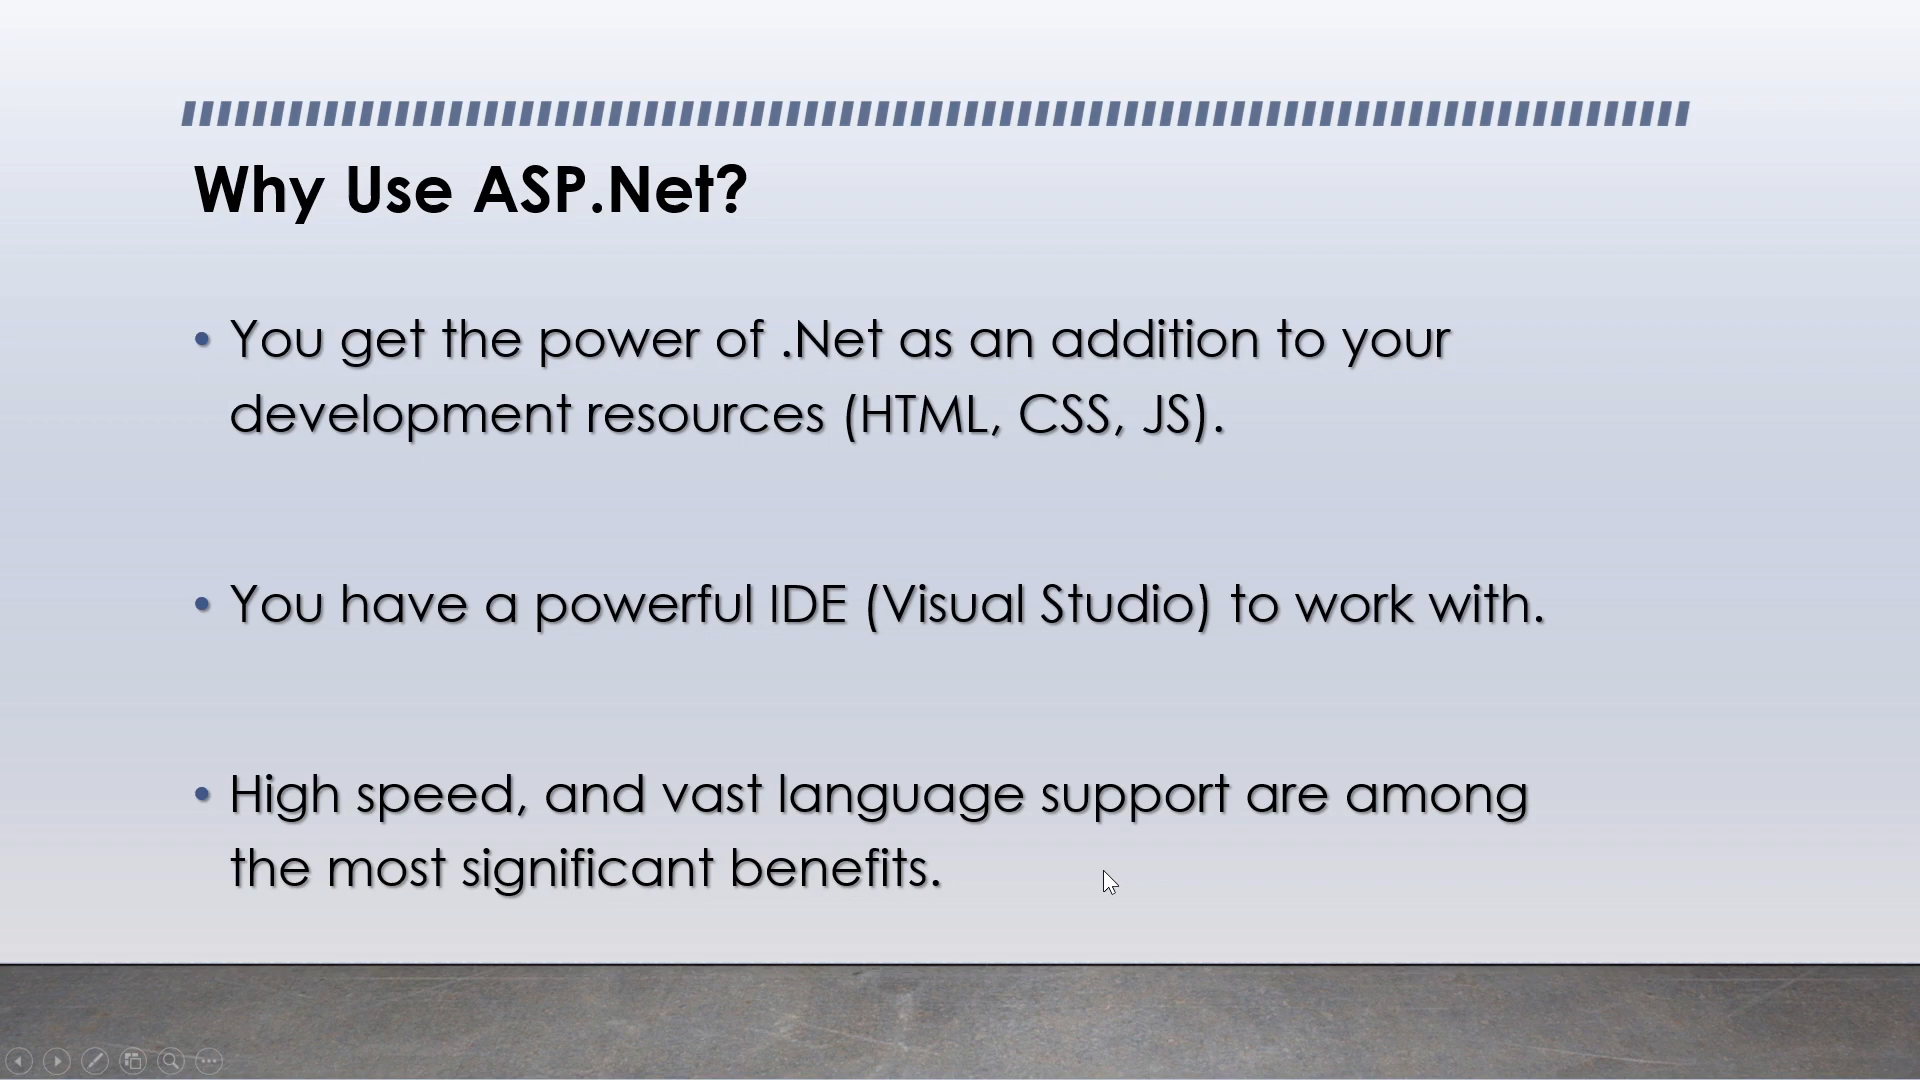 Why Use ASP.Net?
• You get the power of .Net as an addition to your
development resources (HTML, CSS, JS).
• You have a powerful IDE (Visual Studio) to work with.
• High speed, and vast language support are among
the most significant benefits.